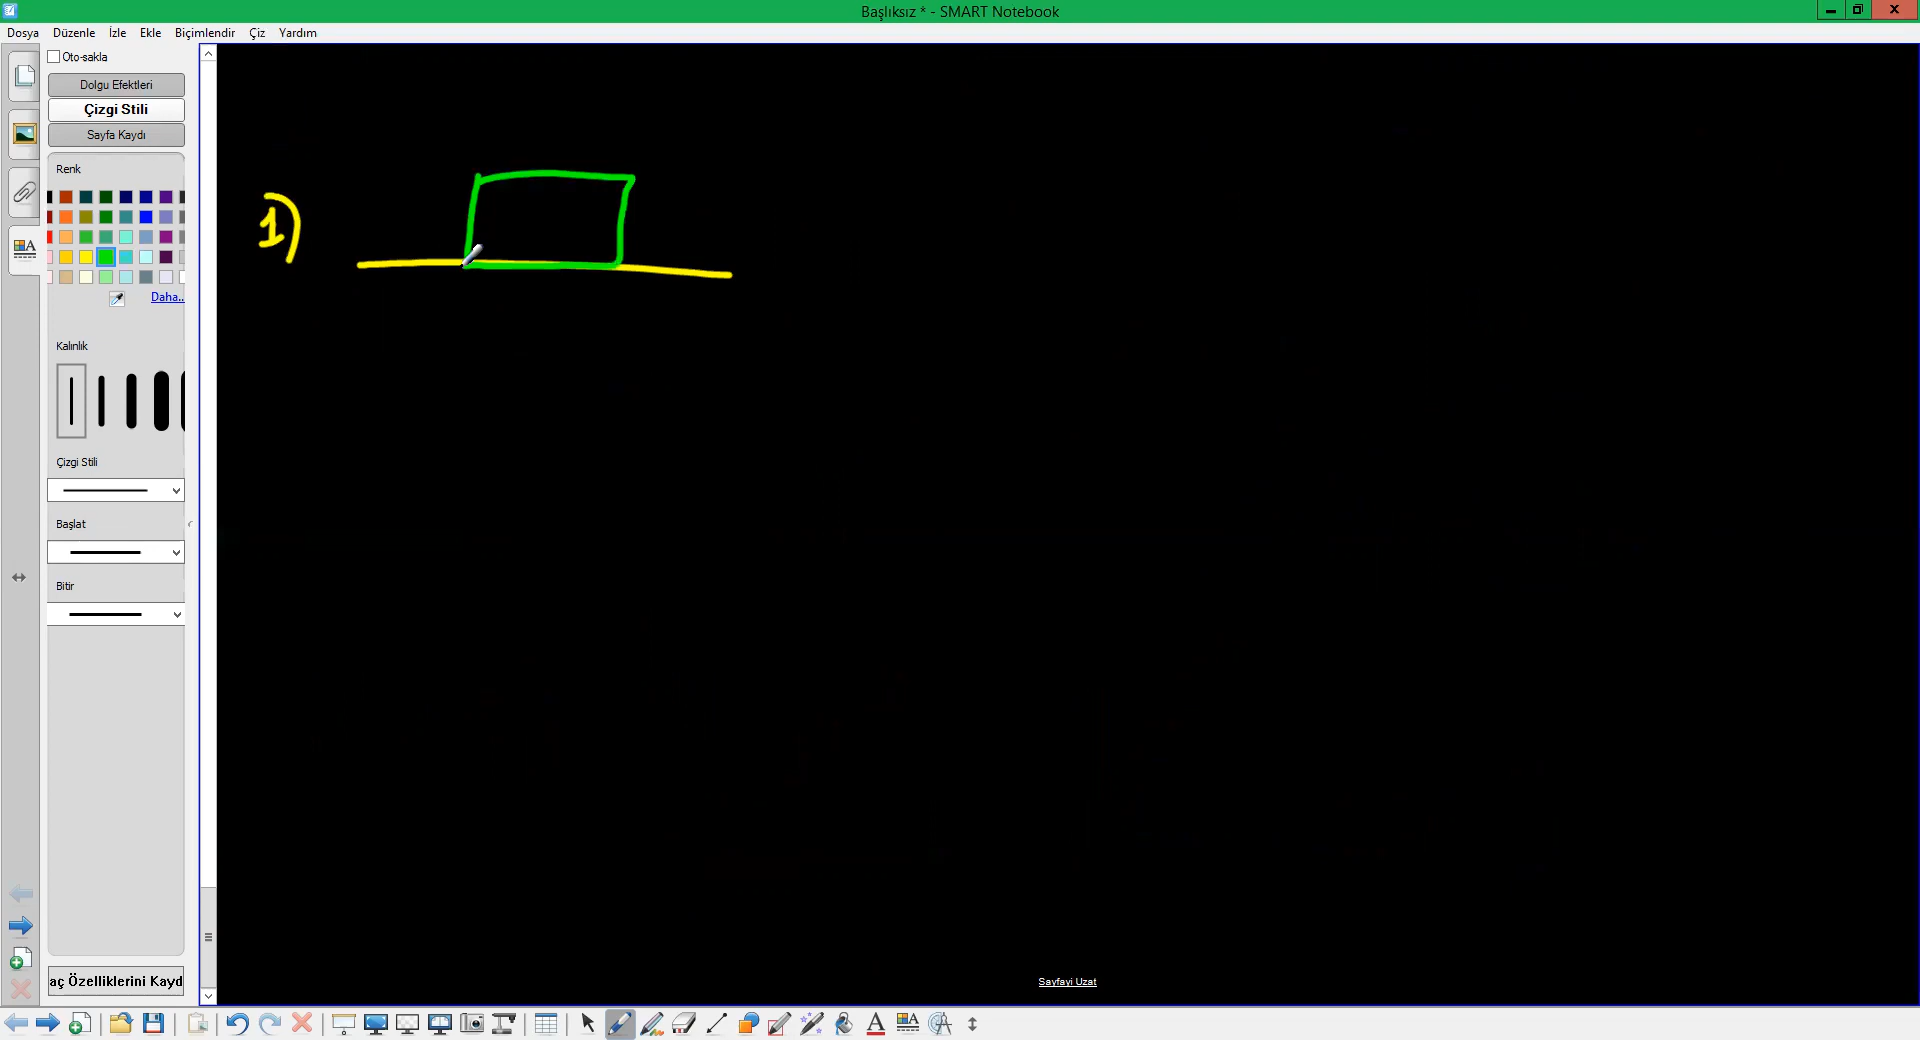 Başlıksız * - SMART Notebook
Dosya Düzenle İzle Ekle Biçimlendir Çiz Yardım
Oto-sakla
Dolgu Efektleri
Çizgi Stili
Sayfa Kaydı
Renk
Daha..
Kalınlık
Çizgi Stili
Başlat
Bitir
aç Özelliklerini Kayd
1)
Sayfayi Uzat